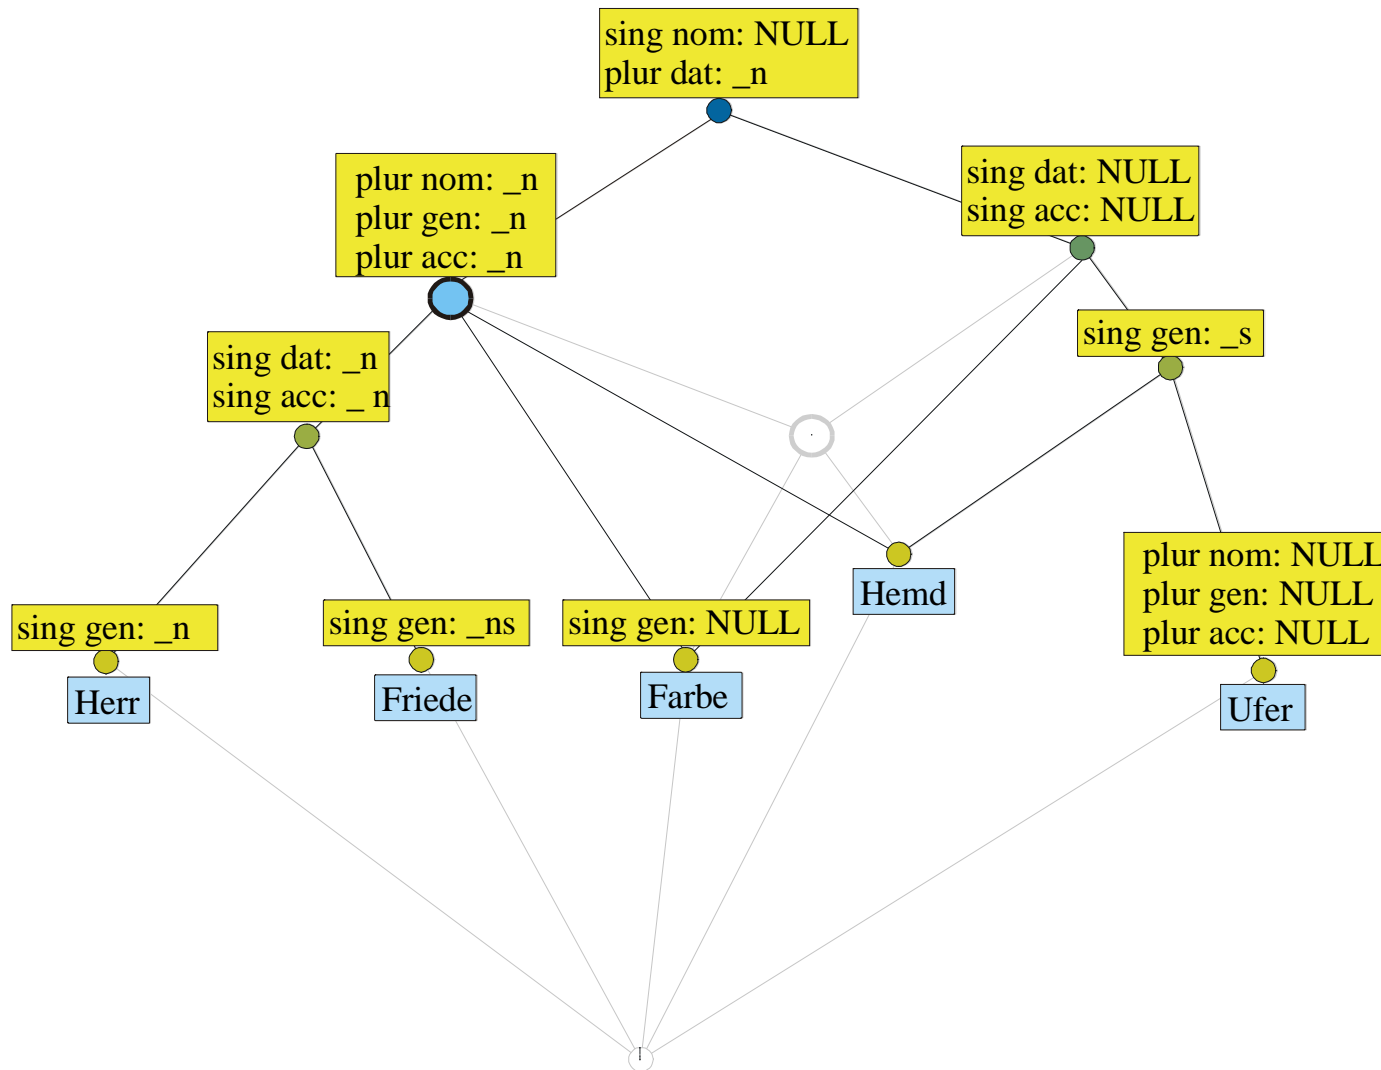 sing nom: NULL
plur dat: _n
plur nom: _n
plur gen: _n
plur acc: _n
sing dat: NULL
sing acc: NULL
sing gen: _s
sing dat: _n
sing acc: _ n
plur nom: NULL
plur gen: NULL
plur acc: NULL
Hemd
sing gen: _n
sing gen: _ns
sing gen: NULL
Herr
Friede
Farbe
Ufer